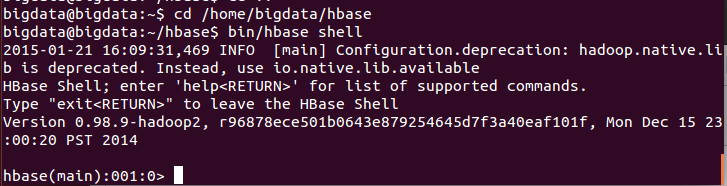 bigdata@bigdata:~$ cd /home/bigdata/hbase
bigdata@bigdata:~/hbase$ bin/hbase shell
2015-01-21 16:09:31,469 INFO  [main] Configuration.deprecation: hadoop.native.li
b is deprecated. Instead, use io.native.lib.available
HBase Shell; enter 'help<RETURN>' for list of supported commands.
Type "exit<RETURN>" to leave the HBase Shell
Version 0.98.9-hadoop2, r96878ece501b0643e879254645d7f3a40eaf101f, Mon Dec 15 23
:00:20 PST 2014
hbase(main):001:0>